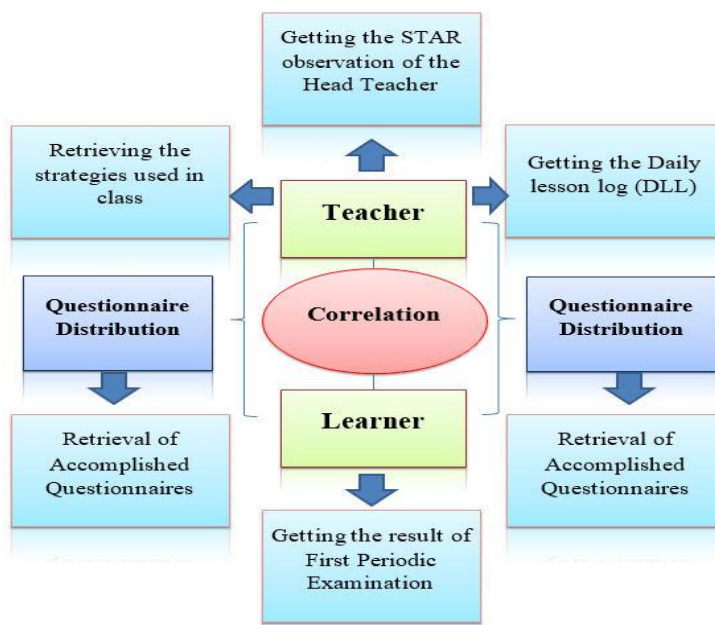 Getting the STAR
observation of the
Head Teacher
Retrieving the
strategies used in
class
Getting the Daily
lesson log (DLL)
Teacher
Questionnaire
Distribution
Correlation
Questionnaire
Distribution
Learner
Retrieval of
Accomplished
Questionnaires
Retrieval of
Accomplished
Questionnaires
Getting the result of
First Periodic
Examination